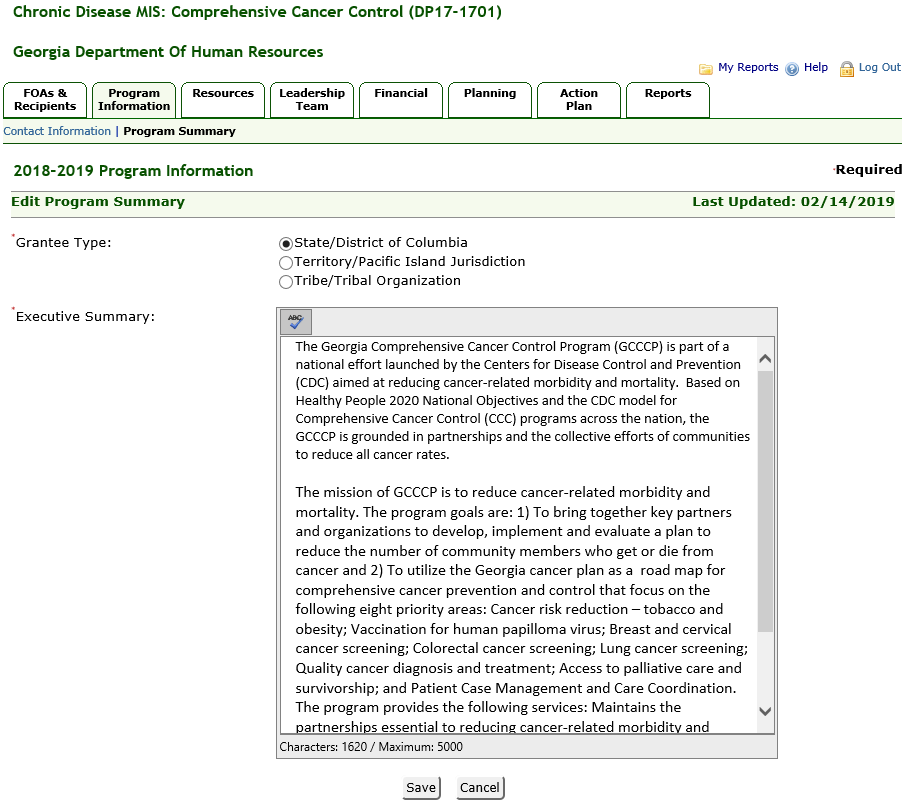 Chronic Disease MIS: Comprehensive Cancer Control (DP17-1701)
Georgia Department Of Human Resources
My Reports Help Log Out
FOAs & Recipients
Program Information
Resources
Leadership Team
Financial
Planning
Action Plan
Reports
Contact Information | Program Summary
2018-2019 Program Information
*Required
Edit Program Summary
Last Updated: 02/14/2019
*Grantee Type:
State/District of Columbia
Territory/Pacific Island Jurisdiction
Tribe/Tribal Organization
*Executive Summary:
ABC
The Georgia Comprehensive Cancer Control Program (GCCCP) is part of a
national effort launched by the Centers for Disease Control and Prevention
(CDC) aimed at reducing cancer-related morbidity and mortality. Based on
Healthy People 2020 National Objectives and the CDC model for
Comprehensive Cancer Control (CCC) programs across the nation, the
GCCCP is grounded in partnerships and the collective efforts of communities
to reduce all cancer rates.
The mission of GCCCP is to reduce cancer-related morbidity and
mortality. The program goals are: 1) To bring together key partners
and organizations to develop, implement and evaluate a plan to
reduce the number of community members who get or die from
cancer and 2) To utilize the Georgia cancer plan as a road map for
comprehensive cancer prevention and control that focus on the
following eight priority areas: Cancer risk reduction – tobacco and
obesity; Vaccination for human papilloma virus; Breast and cervical
cancer screening; Colorectal cancer screening; Lung cancer screening;
Quality cancer diagnosis and treatment; Access to palliative care and
survivorship; and Patient Case Management and Care Coordination.
The program provides the following services: Maintains the
partnerships essential to reducing cancer-related morbidity and
Characters: 1620 / Maximum: 5000
Save Cancel